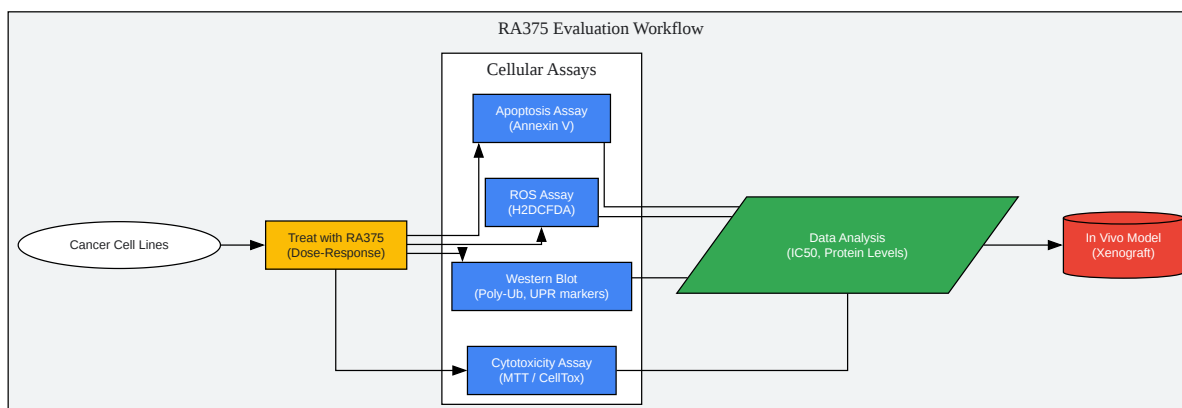 RA375 Evaluation Workflow
Cellular Assays
Apoptosis Assay
(Annexin V)
ROS Assay
(H2DCFDA)
Cancer Cell Lines
Treat with RA375
(Dose-Response)
Data Analysis
(IC50, Protein Levels)
In Vivo Model
(Xenograft)
Western Blot
(Poly-Ub, UPR markers)
Cytotoxicity Assay
(MTT / CellTox)